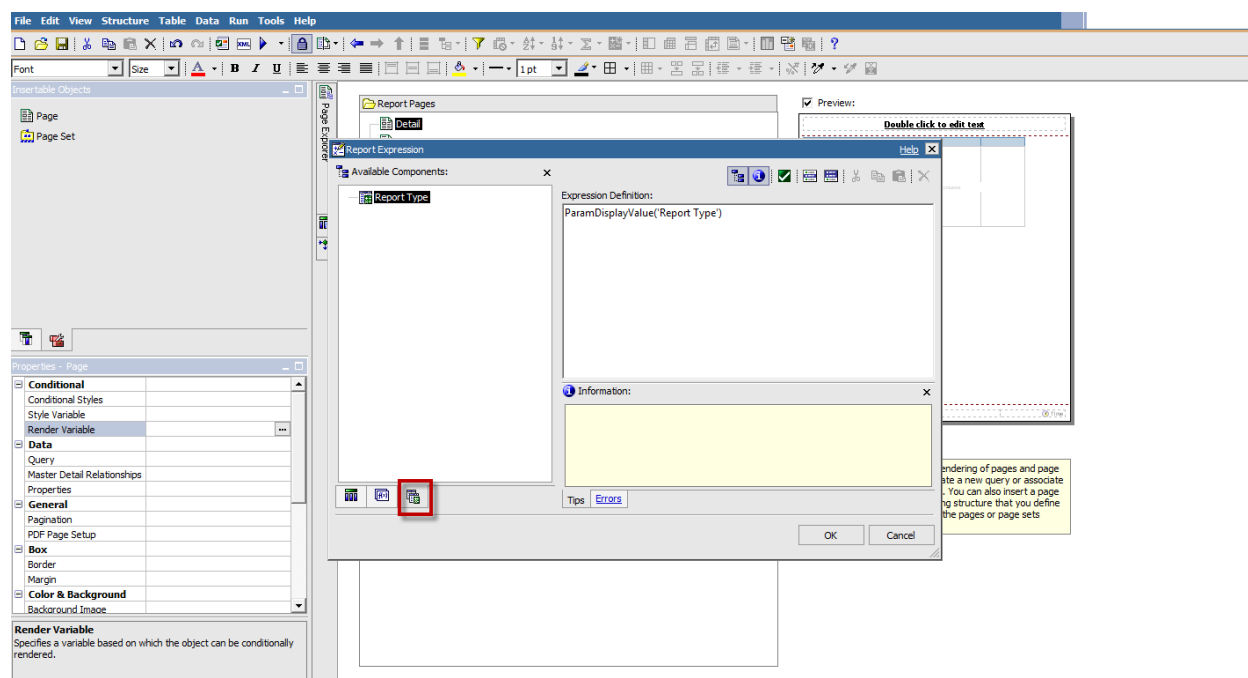 File Edit View Structure Table Data Run Tools Help
Font Size A B I U 1 pt
Insertable Objects
Page
Page Set
Page Explorer
Report Pages
Detail
Preview:
Double click to edit text
Report Expression Help
Available Components:
Report Type
Expression Definition:
ParamDisplayValue('Report Type')
Information:
Tips Errors
OK Cancel
Time
endering of pages and page
ate a new query or associate
. You can also insert a page
ng structure that you define
the pages or page sets
Properties - Page
Conditional
Conditional Styles
Style Variable
Render Variable
Data
Query
Master Detail Relationships
Properties
General
Pagination
PDF Page Setup
Box
Border
Margin
Color & Background
Background Image
Render Variable
Specifies a variable based on which the object can be conditionally
rendered.